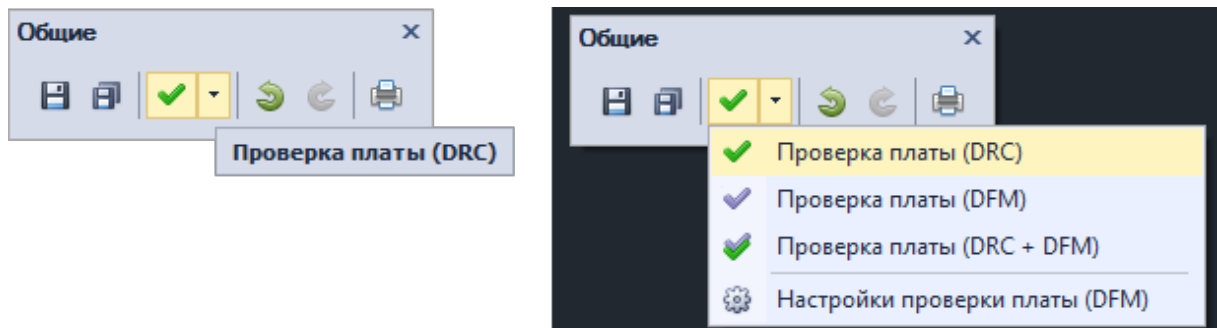 Общие
Проверка платы (DRC)
Общие
Проверка платы (DRC)
Проверка платы (DFM)
Проверка платы (DRC + DFM)
Настройки проверки платы (DFM)